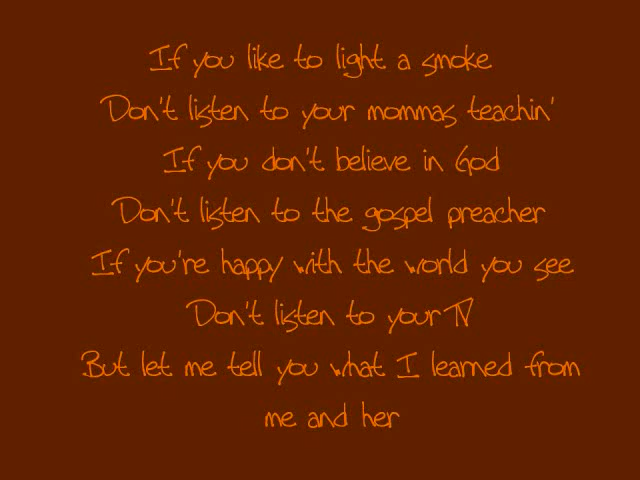 If you like to light a smoke
Don't listen to your mommas teachin'
If you don't believe in God
Don't listen to the gospel preacher
If you're happy with the world you see
Don't listen to your TV
But let me tell you what I learned from
me and her